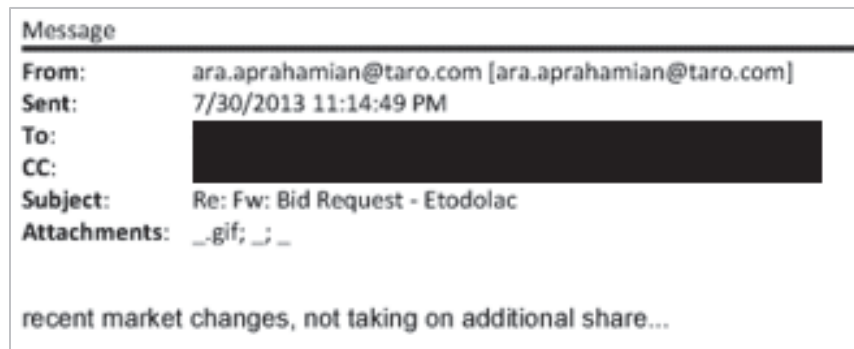 Message
From: ara.aprahamian@taro.com [ara.aprahamian@taro.com]
Sent: 7/30/2013 11:14:49 PM
To:
CC:
Subject: Re: Fw: Bid Request - Etodolac
Attachments: _.gif; _; _
recent market changes, not taking on additional share...